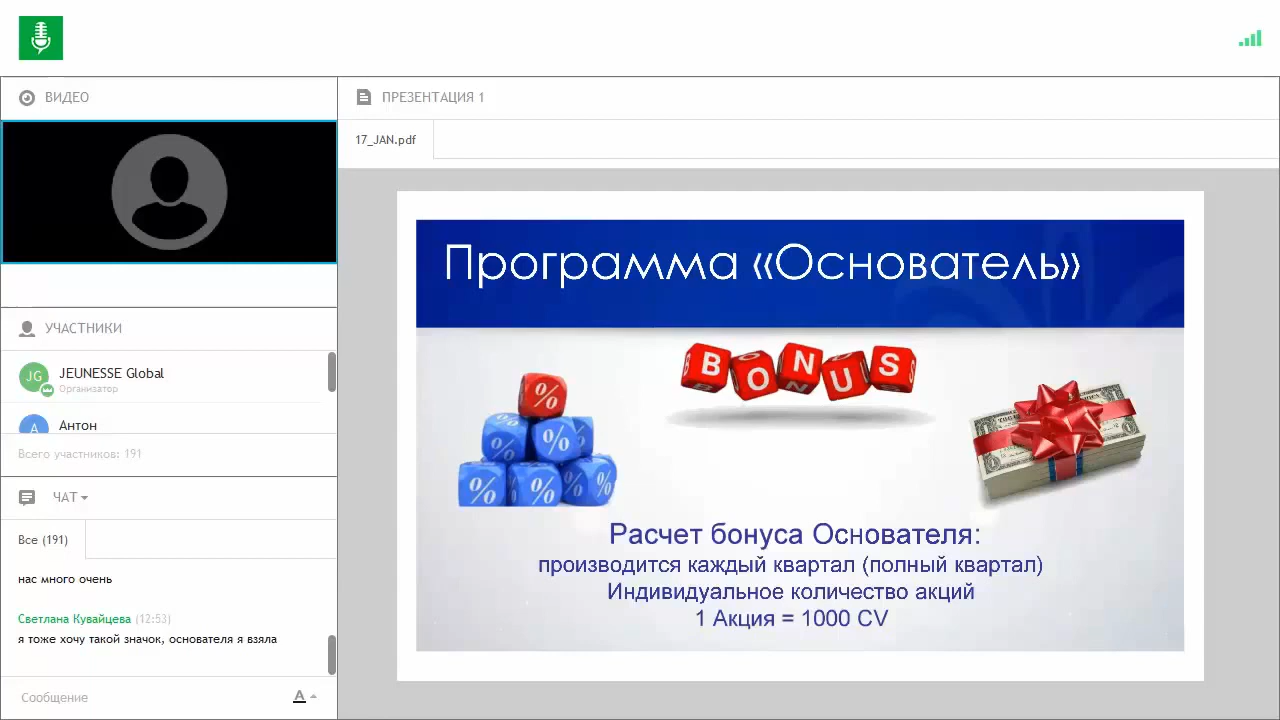 ВИДЕО
ПРЕЗЕНТАЦИЯ 1
17_JAN.pdf
УЧАСТНИКИ
JG
JEUNESSE Global
Организатор
А
Антон
Всего участников: 191
ЧАТ
Все (191)
нас много очень
Светлана Кувайцева (12:53)
я тоже хочу такой значок, основателя я взяла
Сообщение
А
Программа «Основатель»
BONUS
% 
% %
% % %
Расчет бонуса Основателя:
производится каждый квартал (полный квартал)
Индивидуальное количество акций
1 Акция = 1000 CV